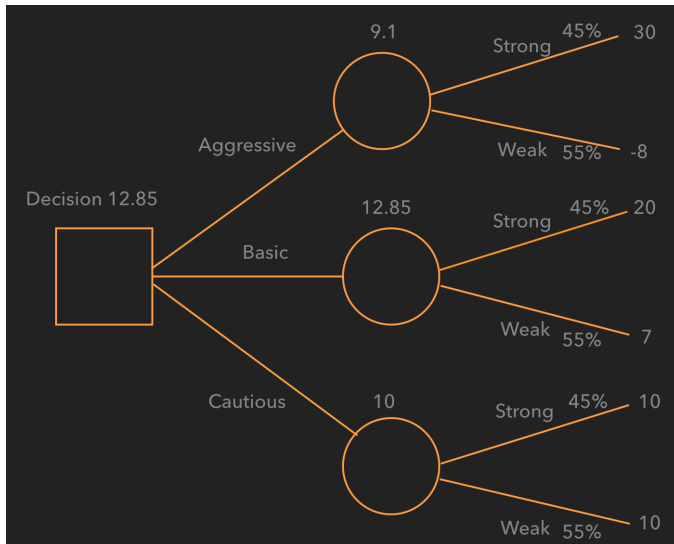 9.1
Strong 45% 30
Aggressive
Weak 55% -8
Decision 12.85
12.85
Strong 45% 20
Basic
Weak 55% 7
Cautious
10
Strong 45% 10
Weak 55% 10